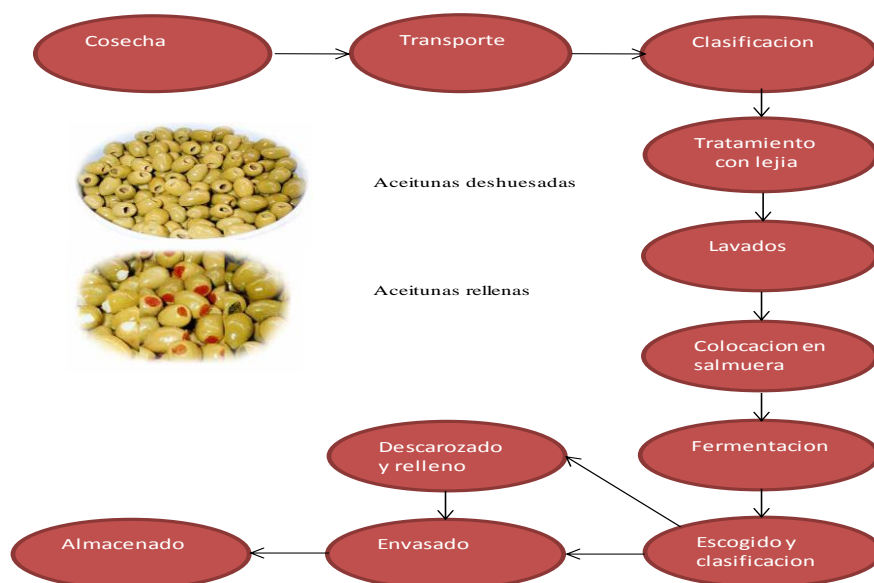 Cosecha
Transporte
Clasificacion
Tratamiento
con lejia
Aceitunas deshuesadas
Lavados
Aceitunas rellenas
Colocacion en
salmuera
Descarozado
y relleno
Fermentacion
Almacenado
Envasado
Escogido y
clasificacion